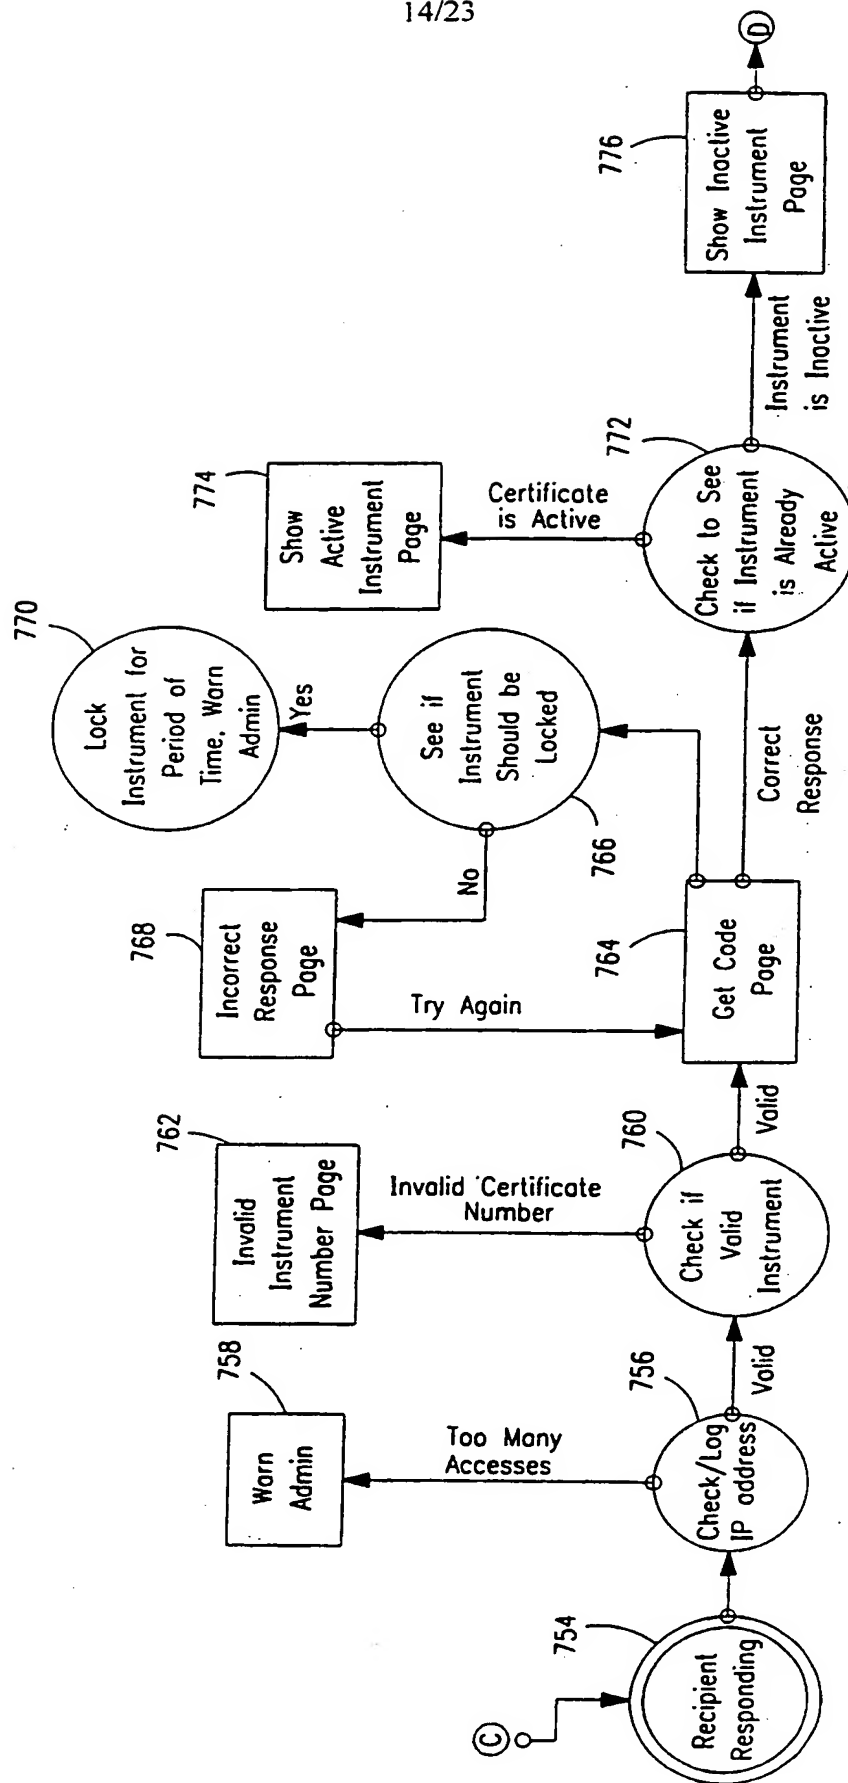 14/23
C
754
Recipient
Responding
756
Check/Log
IP address
Too Many
Accesses
758
Warn
Admin
Valid
760
Check if
Valid
Instrument
Invalid Certificate
Number
762
Invalid
Instrument
Number Page
Valid
764
Get Code
Page
Try Again
768
Incorrect
Response
Page
No
766
See if
Instrument
Should be
Locked
Yes
770
Lock
Instrument for
Period of
Time, Warn
Admin
Correct
Response
772
Check to See
if Instrument
is Already
Active
Certificate
is Active
774
Show
Active
Instrument
Page
Instrument
is Inactive
776
Show Inactive
Instrument
Page
D